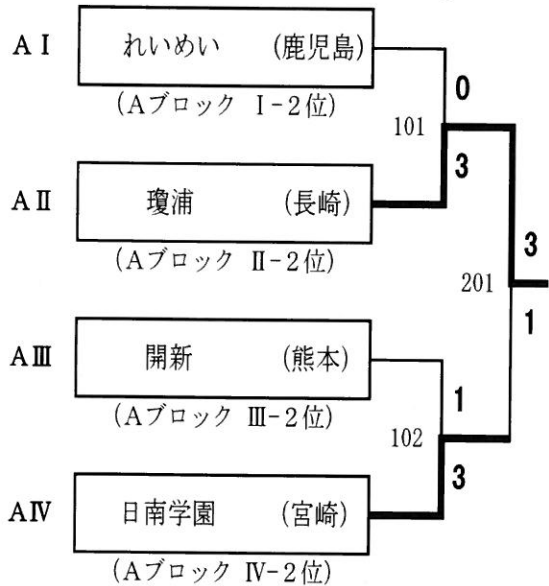 AⅠ れいめい (鹿児島)
(Aブロック Ⅰ-2位)
0
101
3
AⅡ 瓊浦 (長崎)
(Aブロック Ⅱ-2位)
3
201
1
AⅢ 開新 (熊本)
(Aブロック Ⅲ-2位)
1
102
3
AⅣ 日南学園 (宮崎)
(Aブロック Ⅳ-2位)